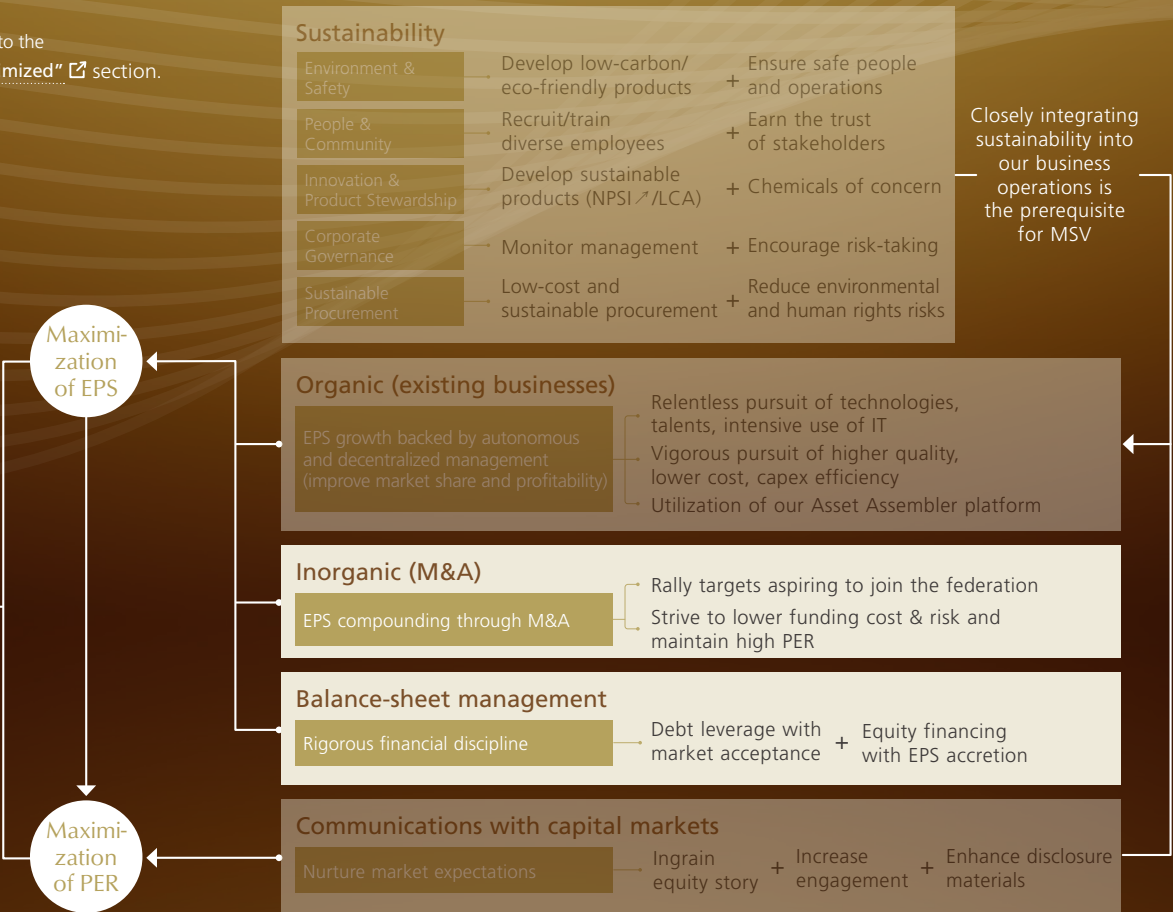 to the
mized" section.
Sustainability
Environment &
Safety
Develop low-carbon/
eco-friendly products
+
Ensure safe people
and operations
People &
Community
Recruit/train
diverse employees
+
Earn the trust
of stakeholders
Innovation &
Product Stewardship
Develop sustainable
products (NPSI↗/LCA)
+
Chemicals of concern
Corporate
Governance
Monitor management
+
Encourage risk-taking
Sustainable
Procurement
Low-cost and
sustainable procurement
+
Reduce environmental
and human rights risks
Closely integrating
sustainability into
our business
operations is
the prerequisite
for MSV
Maximi-
zation
of EPS
Organic (existing businesses)
EPS growth backed by autonomous
and decentralized management
(improve market share and profitability)
Relentless pursuit of technologies,
talents, intensive use of IT
Vigorous pursuit of higher quality,
lower cost, capex efficiency
Utilization of our Asset Assembler platform
Inorganic (M&A)
EPS compounding through M&A
Rally targets aspiring to join the federation
Strive to lower funding cost & risk and
maintain high PER
Balance-sheet management
Rigorous financial discipline
Debt leverage with
market acceptance
+
Equity financing
with EPS accretion
Maximi-
zation
of PER
Communications with capital markets
Nurture market expectations
Ingrain
equity story
+
Increase
engagement
+
Enhance disclosure
materials